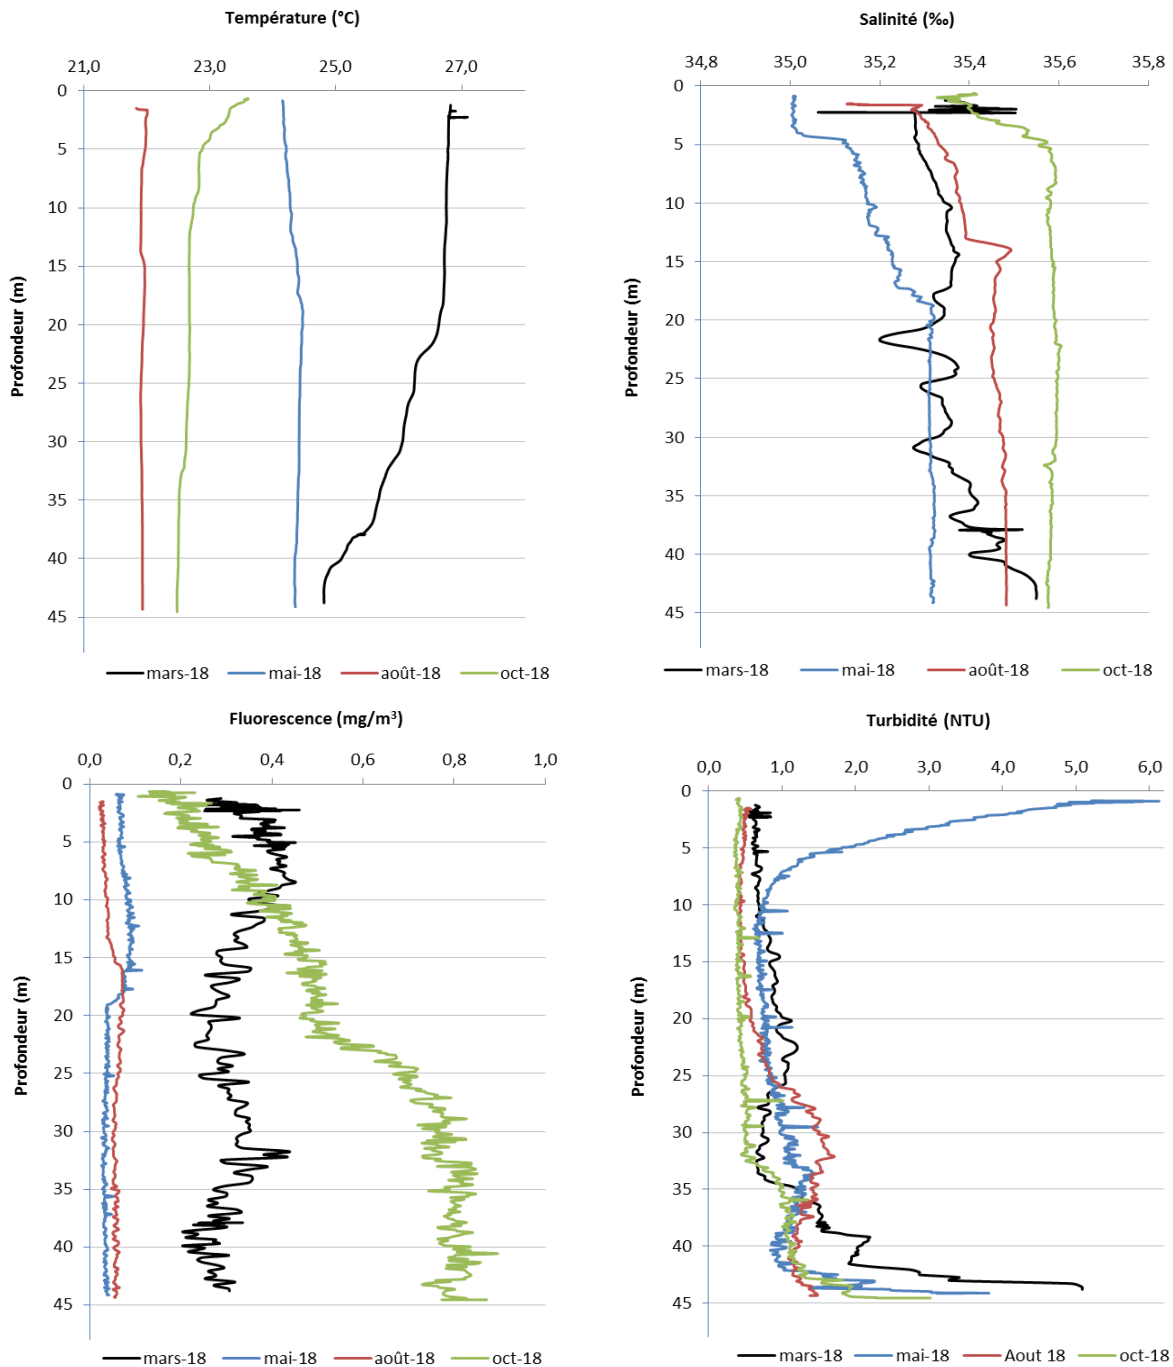 Température (°C)
21,0 23,0 25,0 27,0
0
5
10
15
20
25
30
35
40
45
Profondeur (m)
mars-18 mai-18 août-18 oct-18
Salinité (‰)
34,8 35,0 35,2 35,4 35,6 35,8
0
5
10
15
20
25
30
35
40
45
Profondeur (m)
mars-18 mai-18 août-18 oct-18
Fluorescence (mg/m³)
0,0 0,2 0,4 0,6 0,8 1,0
0
5
10
15
20
25
30
35
40
45
Profondeur (m)
mars-18 mai-18 août-18 oct-18
Turbidité (NTU)
0,0 1,0 2,0 3,0 4,0 5,0 6,0
0
5
10
15
20
25
30
35
40
45
Profondeur (m)
mars-18 mai-18 Aout 18 oct-18